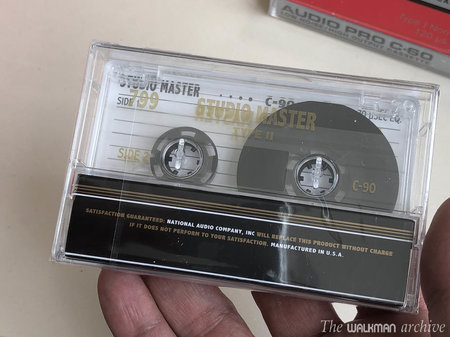 AUDIO PRO C-60
STUDIO MASTER
C-90
SIDE 799
STUDIO MASTER
TYPE II
SIDE 2
C-90
SATISFACTION GUARANTEED: NATIONAL AUDIO COMPANY, INC WILL REPLACE THIS PRODUCT WITHOUT CHARGE
IF IT DOES NOT PERFORM TO YOUR SATISFACTION. MANUFACTURED IN U.S.A.
The WALKMAN archive